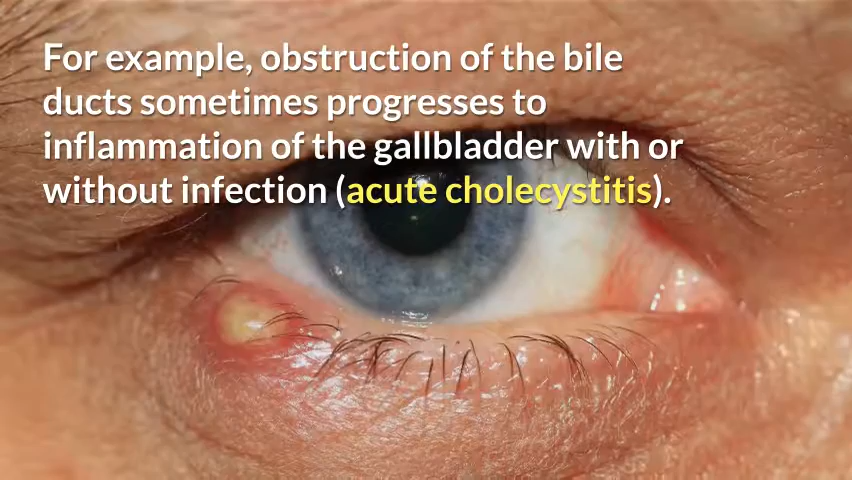 For example, obstruction of the bile
ducts sometimes progresses to
inflammation of the gallbladder with or
without infection (acute cholecystitis).